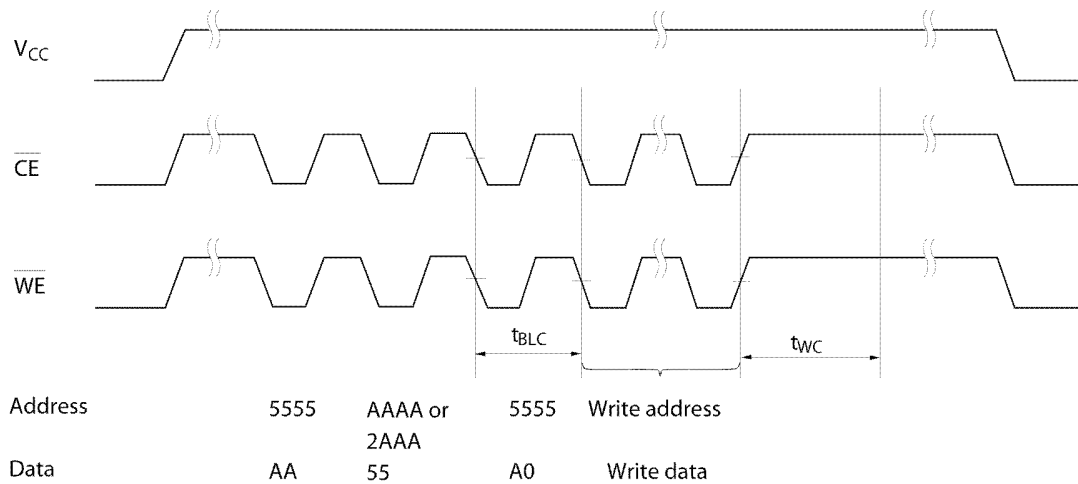 VCC
CE
WE
tBLC
tWC
Address 5555 AAAA or 5555 Write address
2AAA
Data AA 55 A0 Write data